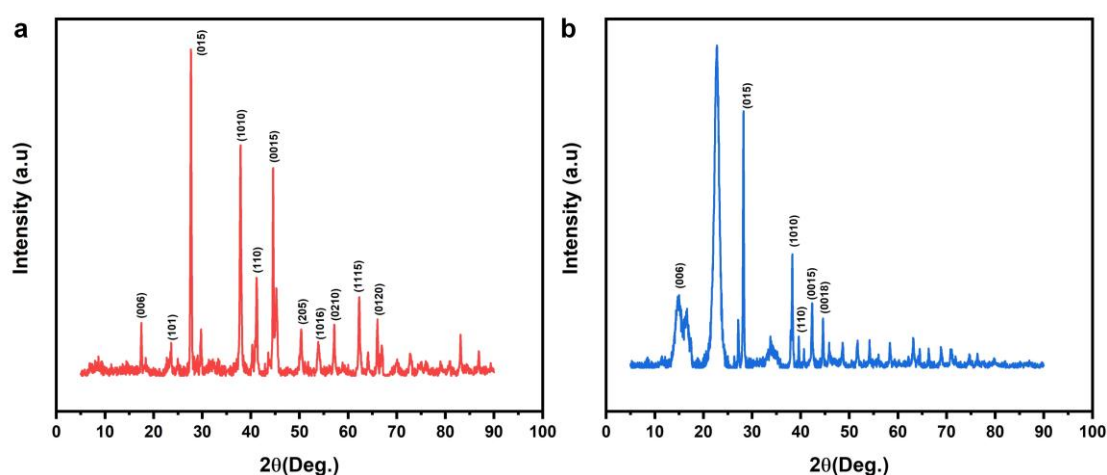 a
Intensity (a.u)
(006)
(101)
(015)
(1010)
(110)
(0015)
(205)
(1016)
(0210)
(1115)
(0120)
0 10 20 30 40 50 60 70 80 90 100
2θ(Deg.)
b
Intensity (a.u)
(006)
(015)
(1010)
(110)
(0015)
(0018)
0 10 20 30 40 50 60 70 80 90 100
2θ(Deg.)